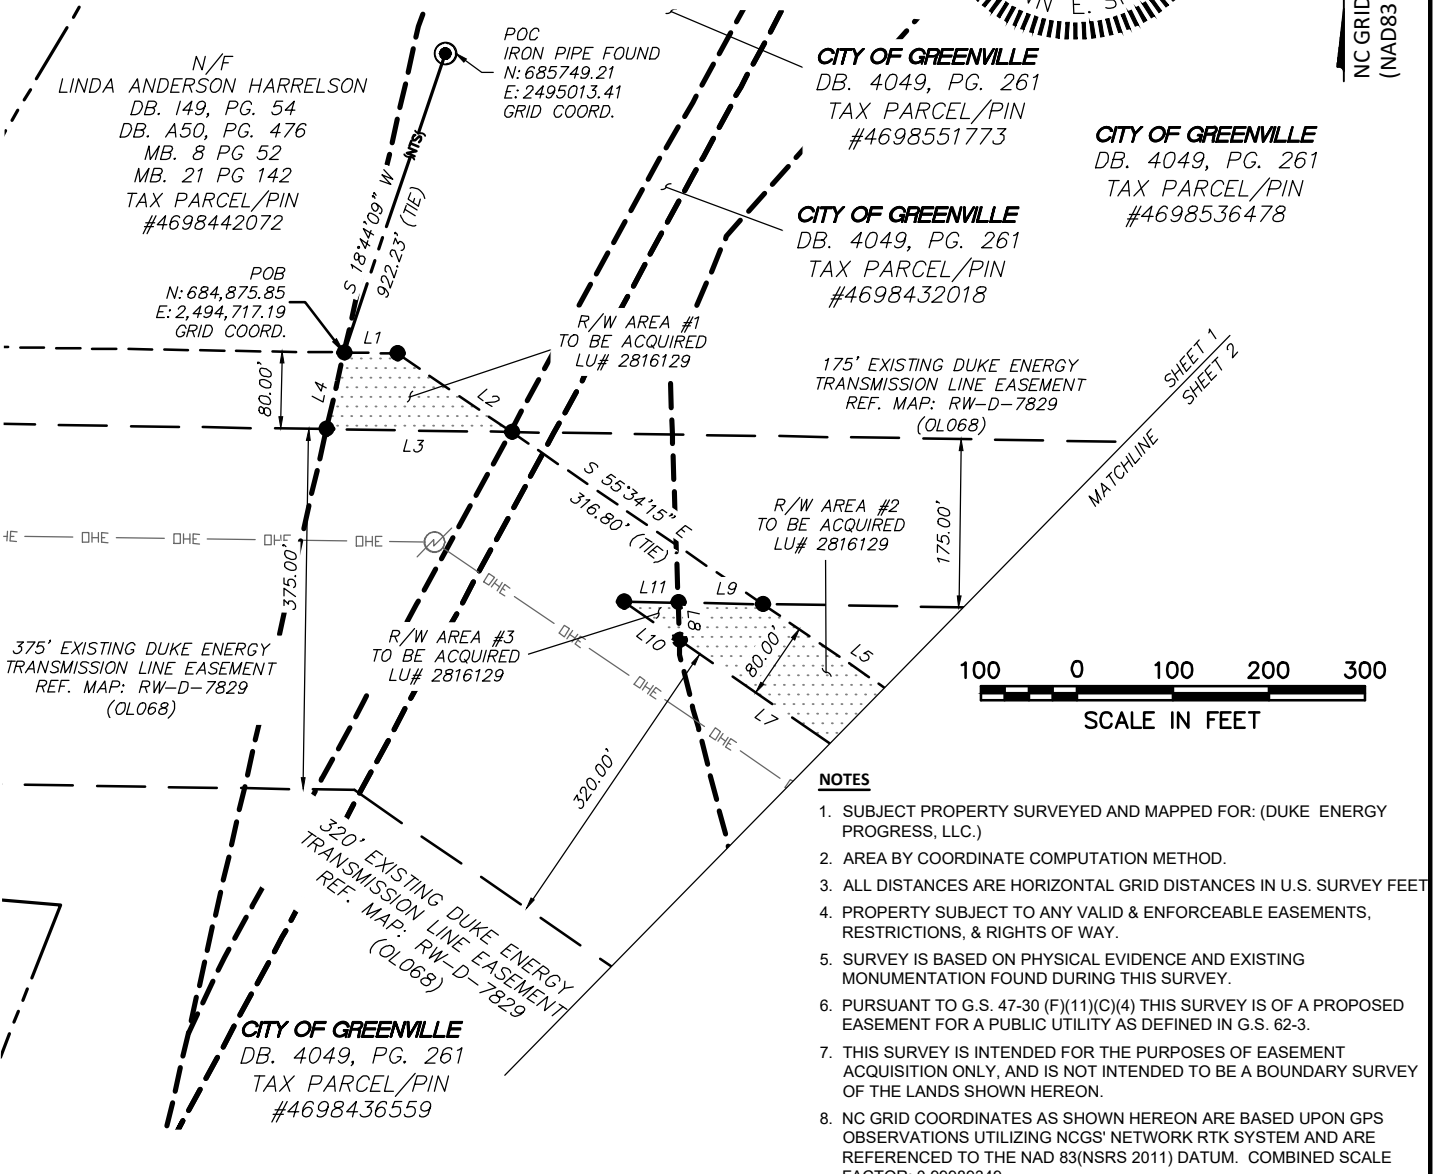 N E. S
NC GRID
(NAD83
N/F
LINDA ANDERSON HARRELSON
DB. I49, PG. 54
DB. A50, PG. 476
MB. 8 PG 52
MB. 21 PG 142
TAX PARCEL/PIN
#4698442072
POC
IRON PIPE FOUND
N: 685749.21
E: 2495013.41
GRID COORD.
CITY OF GREENVILLE
DB. 4049, PG. 261
TAX PARCEL/PIN
#4698551773
CITY OF GREENVILLE
DB. 4049, PG. 261
TAX PARCEL/PIN
#4698536478
CITY OF GREENVILLE
DB. 4049, PG. 261
TAX PARCEL/PIN
#4698432018
S 18°44'09" W
(NTS)
922.23' (TIE)
POB
N: 684,875.85
E: 2,494,717.19
GRID COORD.
R/W AREA #1
TO BE ACQUIRED
LU# 2816129
L1
L2
L3
L4
80.00'
175' EXISTING DUKE ENERGY
TRANSMISSION LINE EASEMENT
REF. MAP: RW-D-7829
(OL068)
SHEET 1
SHEET 2
MATCHLINE
S 55°34'15" E
316.80' (TIE)
R/W AREA #2
TO BE ACQUIRED
LU# 2816129
175.00'
HE OHE OHE OHE OHE
OHE
OHE
OHE
OHE
375.00'
L11
L9
L8
L10
L5
L7
80.00'
R/W AREA #3
TO BE ACQUIRED
LU# 2816129
375' EXISTING DUKE ENERGY
TRANSMISSION LINE EASEMENT
REF. MAP: RW-D-7829
(OL068)
320.00'
100 0 100 200 300
SCALE IN FEET
320' EXISTING DUKE ENERGY
TRANSMISSION LINE EASEMENT
REF. MAP: RW-D-7829
(OL068)
CITY OF GREENVILLE
DB. 4049, PG. 261
TAX PARCEL/PIN
#4698436559
NOTES
1. SUBJECT PROPERTY SURVEYED AND MAPPED FOR: (DUKE ENERGY
PROGRESS, LLC.)
2. AREA BY COORDINATE COMPUTATION METHOD.
3. ALL DISTANCES ARE HORIZONTAL GRID DISTANCES IN U.S. SURVEY FEET
4. PROPERTY SUBJECT TO ANY VALID & ENFORCEABLE EASEMENTS,
RESTRICTIONS, & RIGHTS OF WAY.
5. SURVEY IS BASED ON PHYSICAL EVIDENCE AND EXISTING
MONUMENTATION FOUND DURING THIS SURVEY.
6. PURSUANT TO G.S. 47-30 (F)(11)(C)(4) THIS SURVEY IS OF A PROPOSED
EASEMENT FOR A PUBLIC UTILITY AS DEFINED IN G.S. 62-3.
7. THIS SURVEY IS INTENDED FOR THE PURPOSES OF EASEMENT
ACQUISITION ONLY, AND IS NOT INTENDED TO BE A BOUNDARY SURVEY
OF THE LANDS SHOWN HEREON.
8. NC GRID COORDINATES AS SHOWN HEREON ARE BASED UPON GPS
OBSERVATIONS UTILIZING NCGS' NETWORK RTK SYSTEM AND ARE
REFERENCED TO THE NAD 83(NSRS 2011) DATUM. COMBINED SCALE